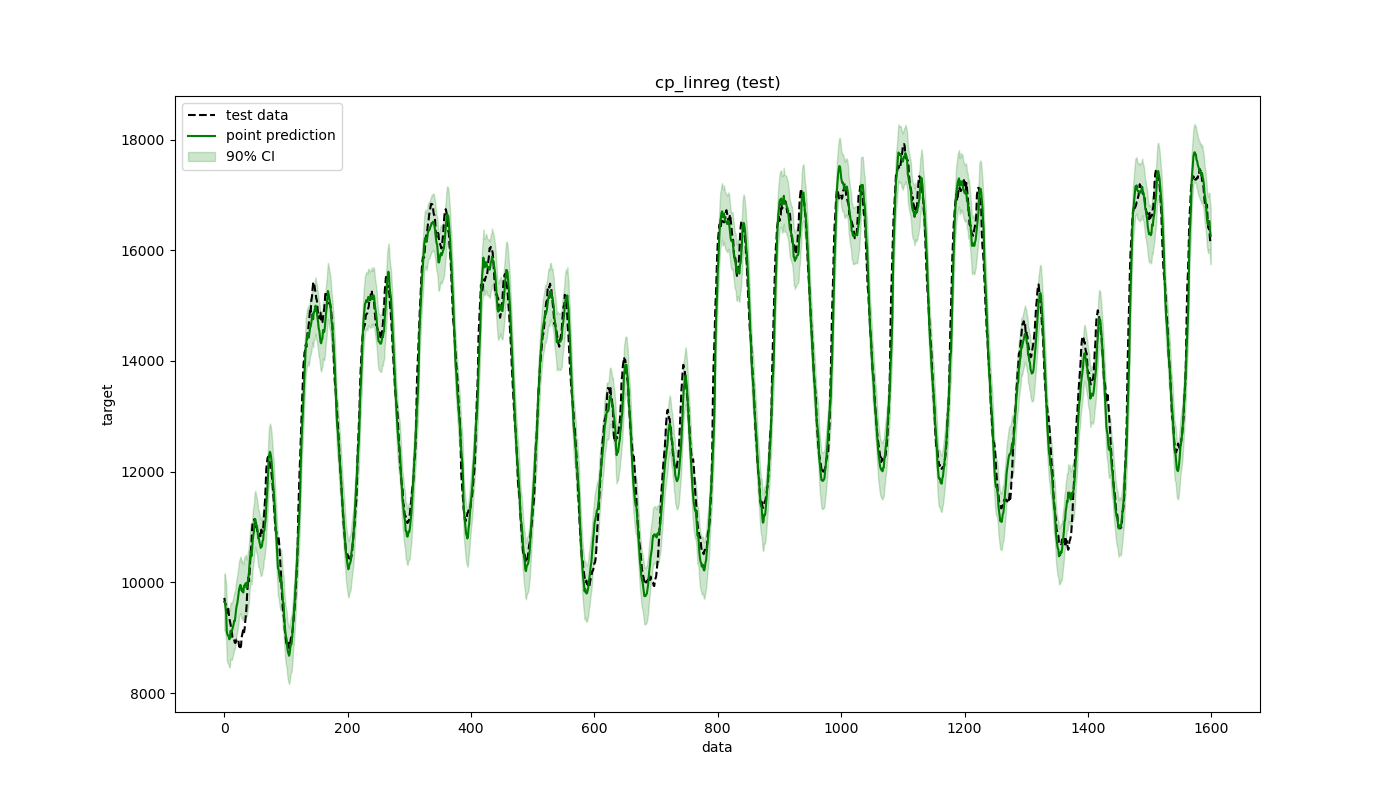 cp_linreg (test)
test data
point prediction
90% CI
18000
16000
14000
12000
10000
8000
target
0 200 400 600 800 1000 1200 1400 1600
data